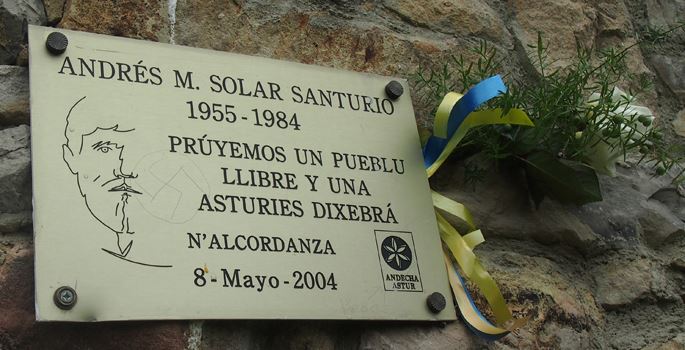 ANDRÉS M. SOLAR SANTURIO
1955-1984
PRÚYEMOS UN PUEBLU
LLIBRE Y UNA
ASTURIES DIXEBRÁ
N'ALCORDANZA
8-Mayo-2004
ANDECHA
ASTUR